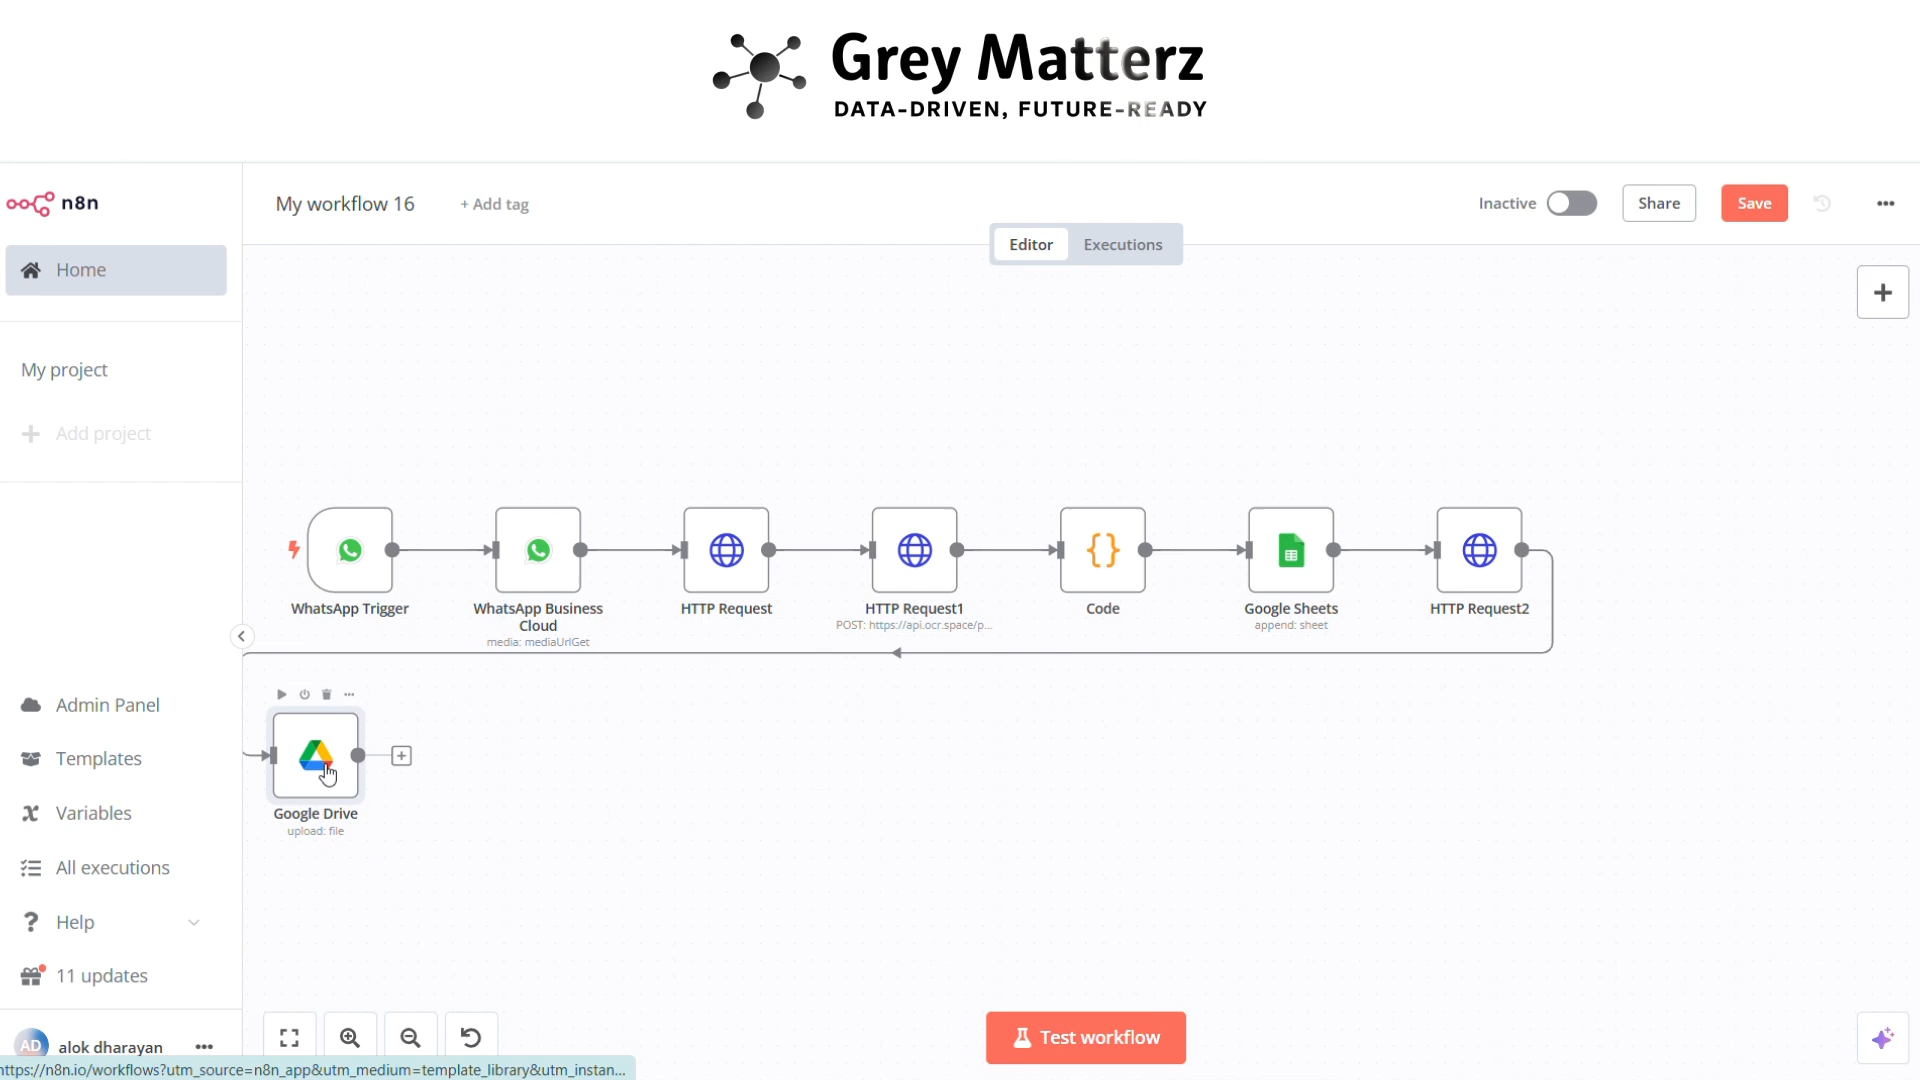 Grey Matterz
DATA-DRIVEN, FUTURE-READY
n8n
My workflow 16
+ Add tag
Inactive
Share
Save
Editor
Executions
Home
My project
Add project
WhatsApp Trigger
WhatsApp Business
Cloud
media: mediaUrlGet
HTTP Request
HTTP Request1
POST: https://api.ocr.space/p...
Code
Google Sheets
append: sheet
HTTP Request2
Google Drive
upload: file
Admin Panel
Templates
Variables
All executions
Help
11 updates
AD
alok dharayan
Test workflow
https://n8n.io/workflows?utm_source=n8n_app&utm_medium=template_library&utm_instan...